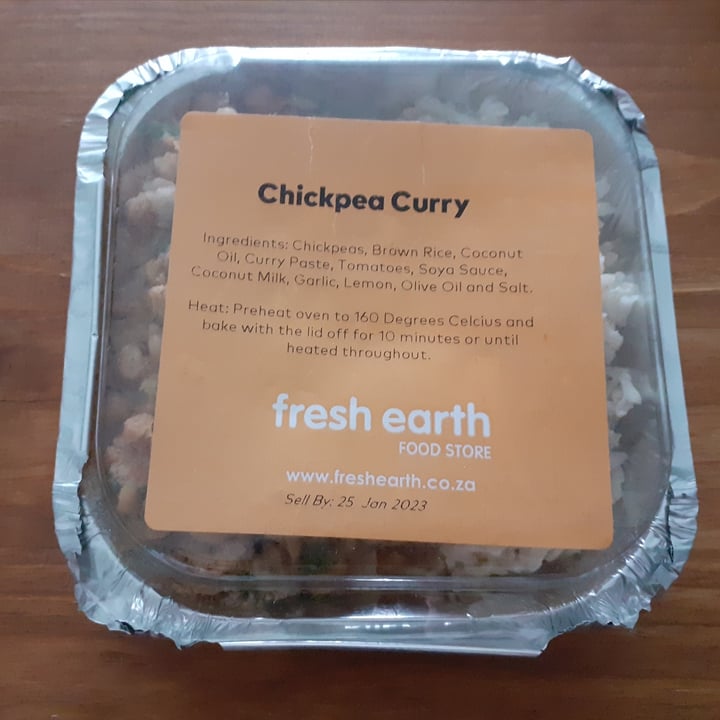 Chickpea Curry
Ingredients: Chickpeas, Brown Rice, Coconut
Oil, Curry Paste, Tomatoes, Soya Sauce,
Coconut Milk, Garlic, Lemon, Olive Oil and Salt.
Heat: Preheat oven to 160 Degrees Celcius and
bake with the lid off for 10 minutes or until
heated throughout.
fresh earth
FOOD STORE
www.freshearth.co.za
Sell By: 25 Jan 2023